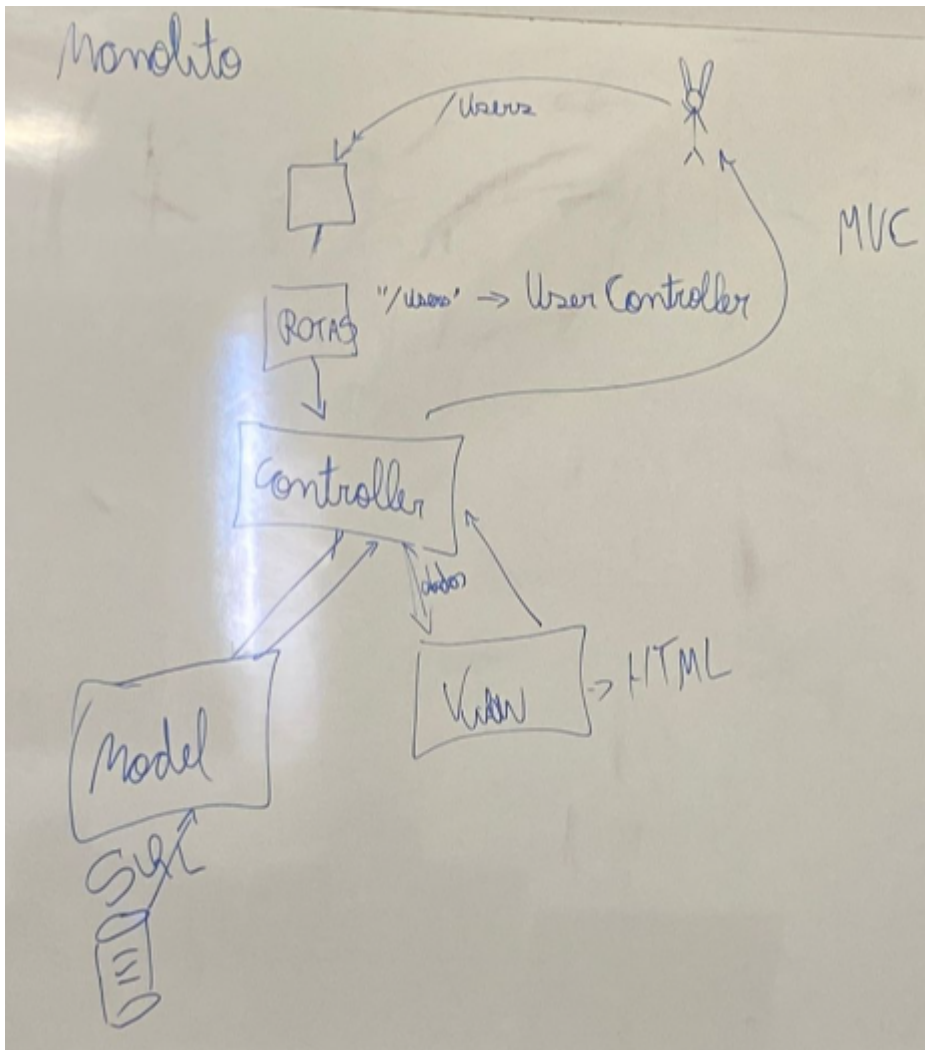 Monolito
/Users
MVC
"/Users" → User Controller
ROTAS
Controller
dados
View
→ HTML
Model
SQL